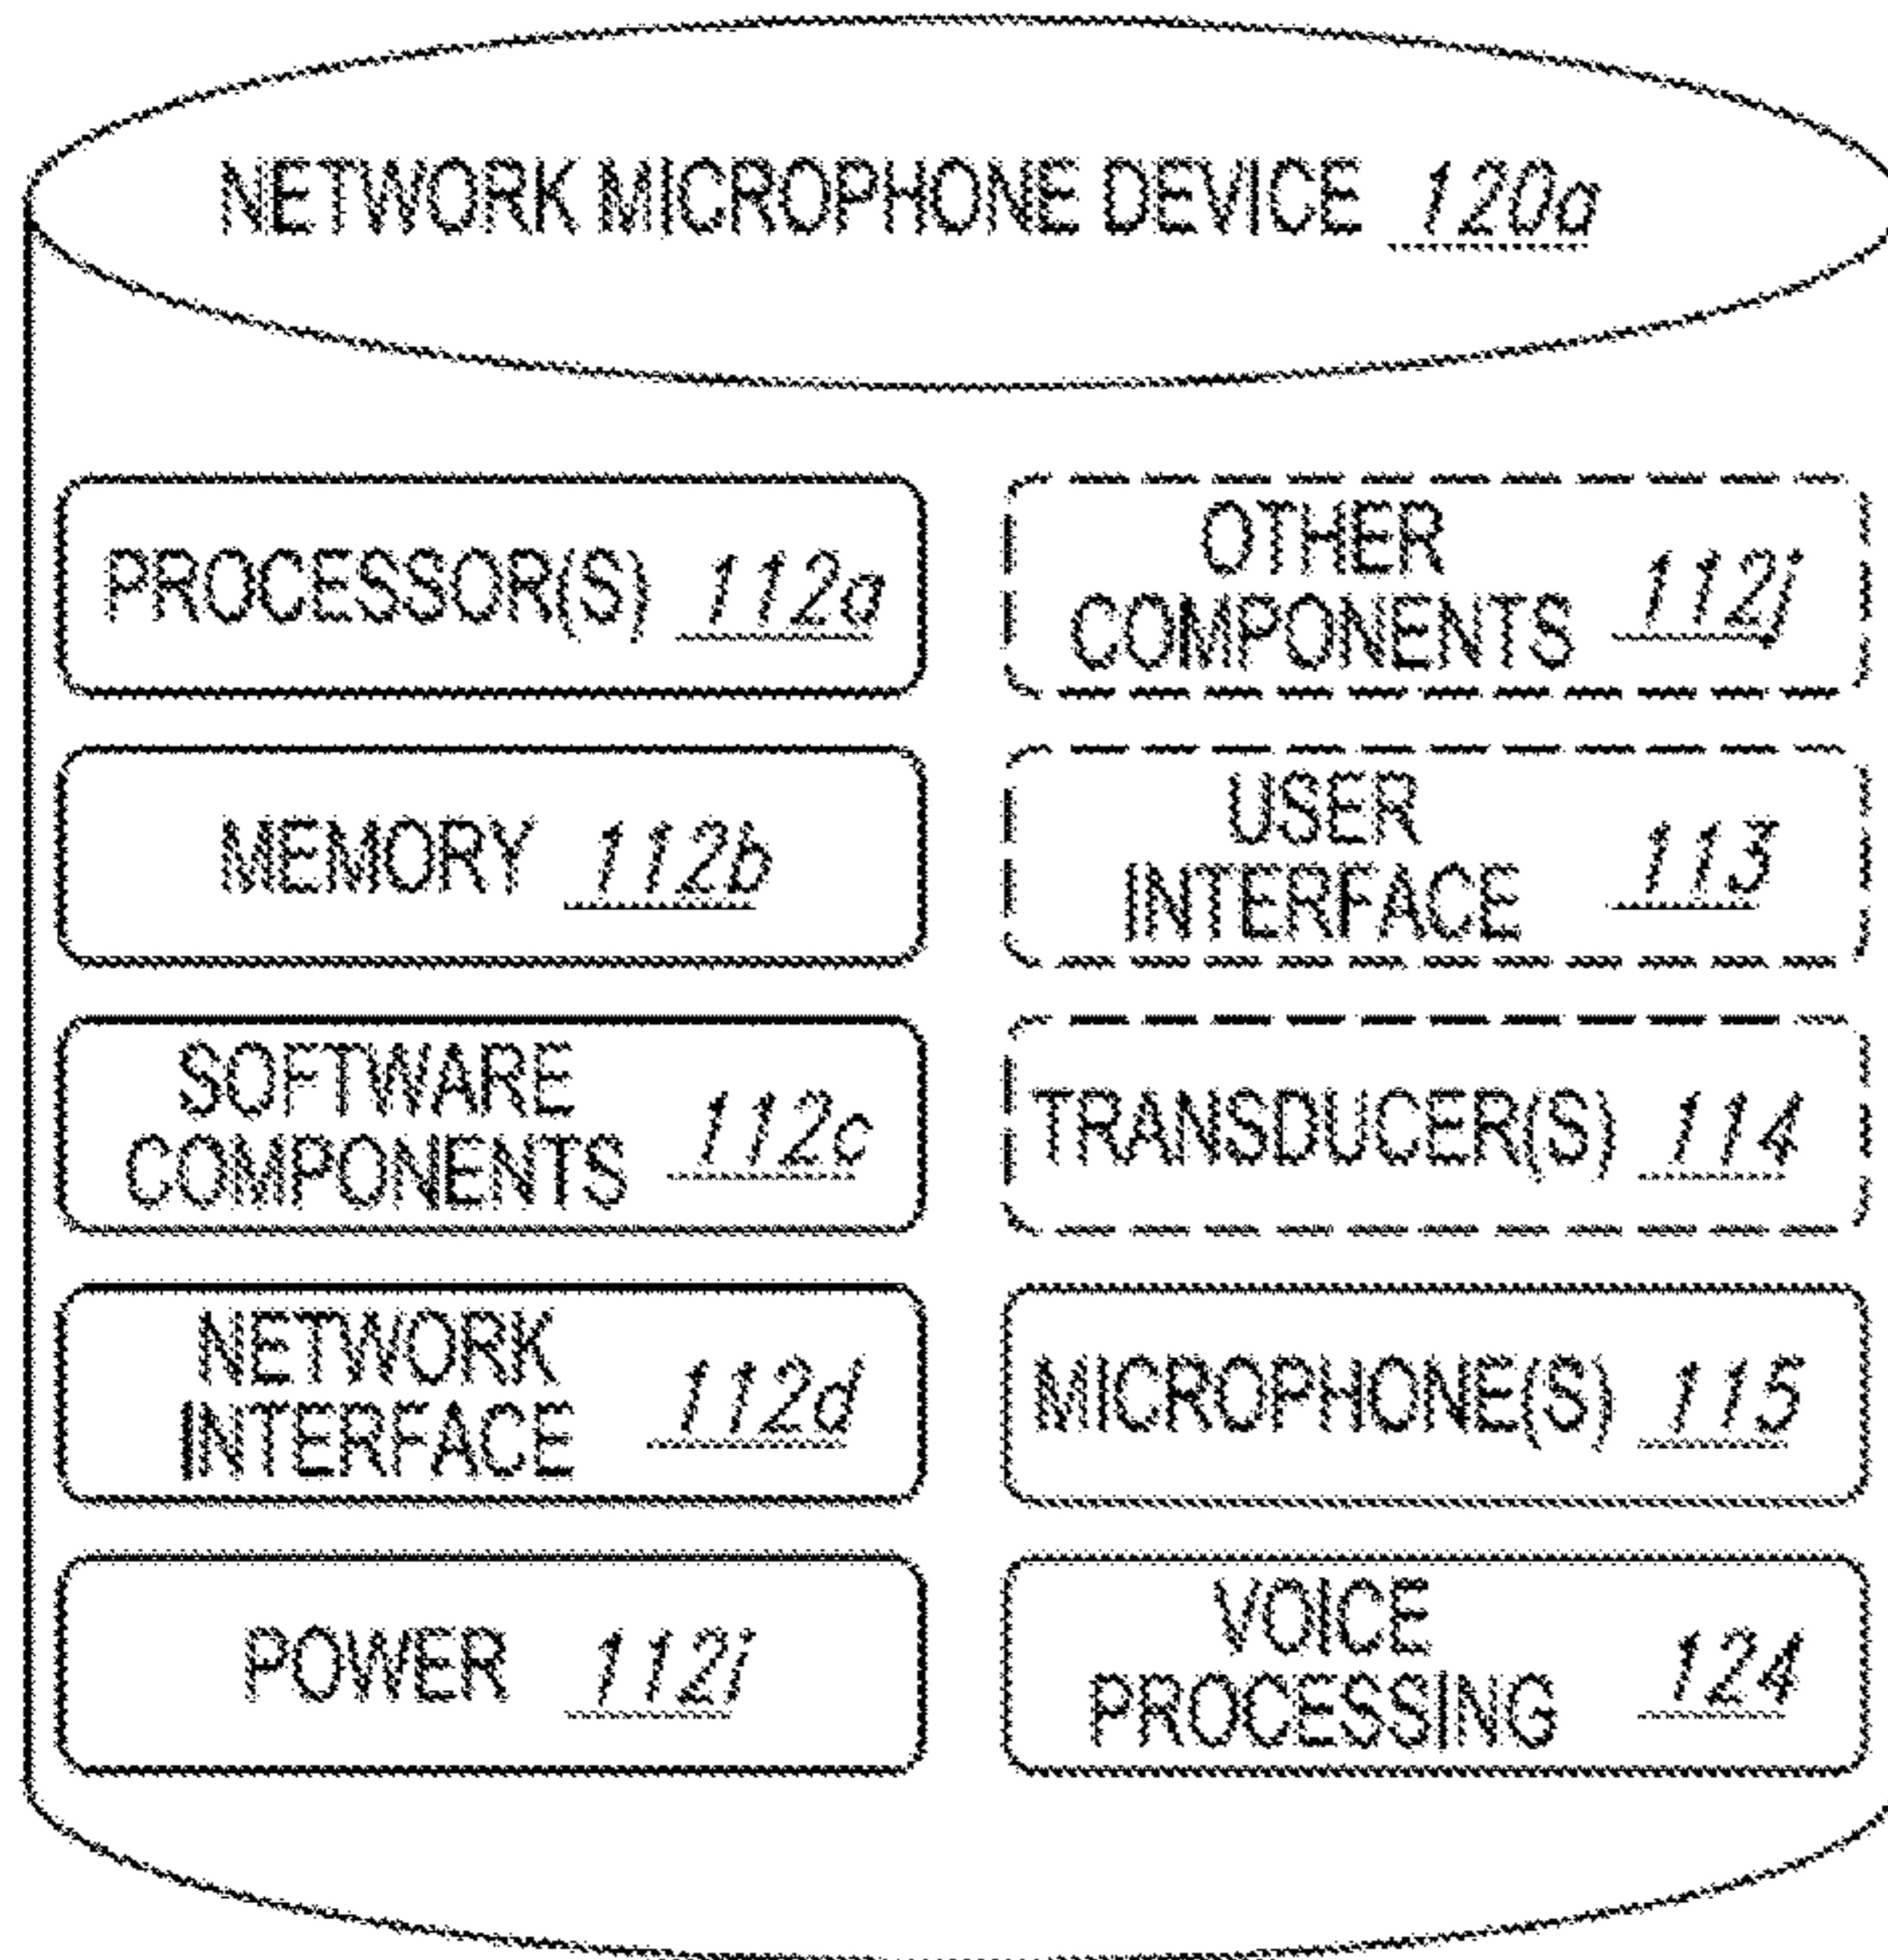 NETWORK MICROPHONE DEVICE 120a
PROCESSOR(S) 112a
MEMORY 112b
SOFTWARE
COMPONENTS 112c
NETWORK
INTERFACE 112d
POWER 112i
OTHER
COMPONENTS 112j
USER
INTERFACE 113
TRANSDUCER(S) 114
MICROPHONE(S) 115
VOICE
PROCESSING 124